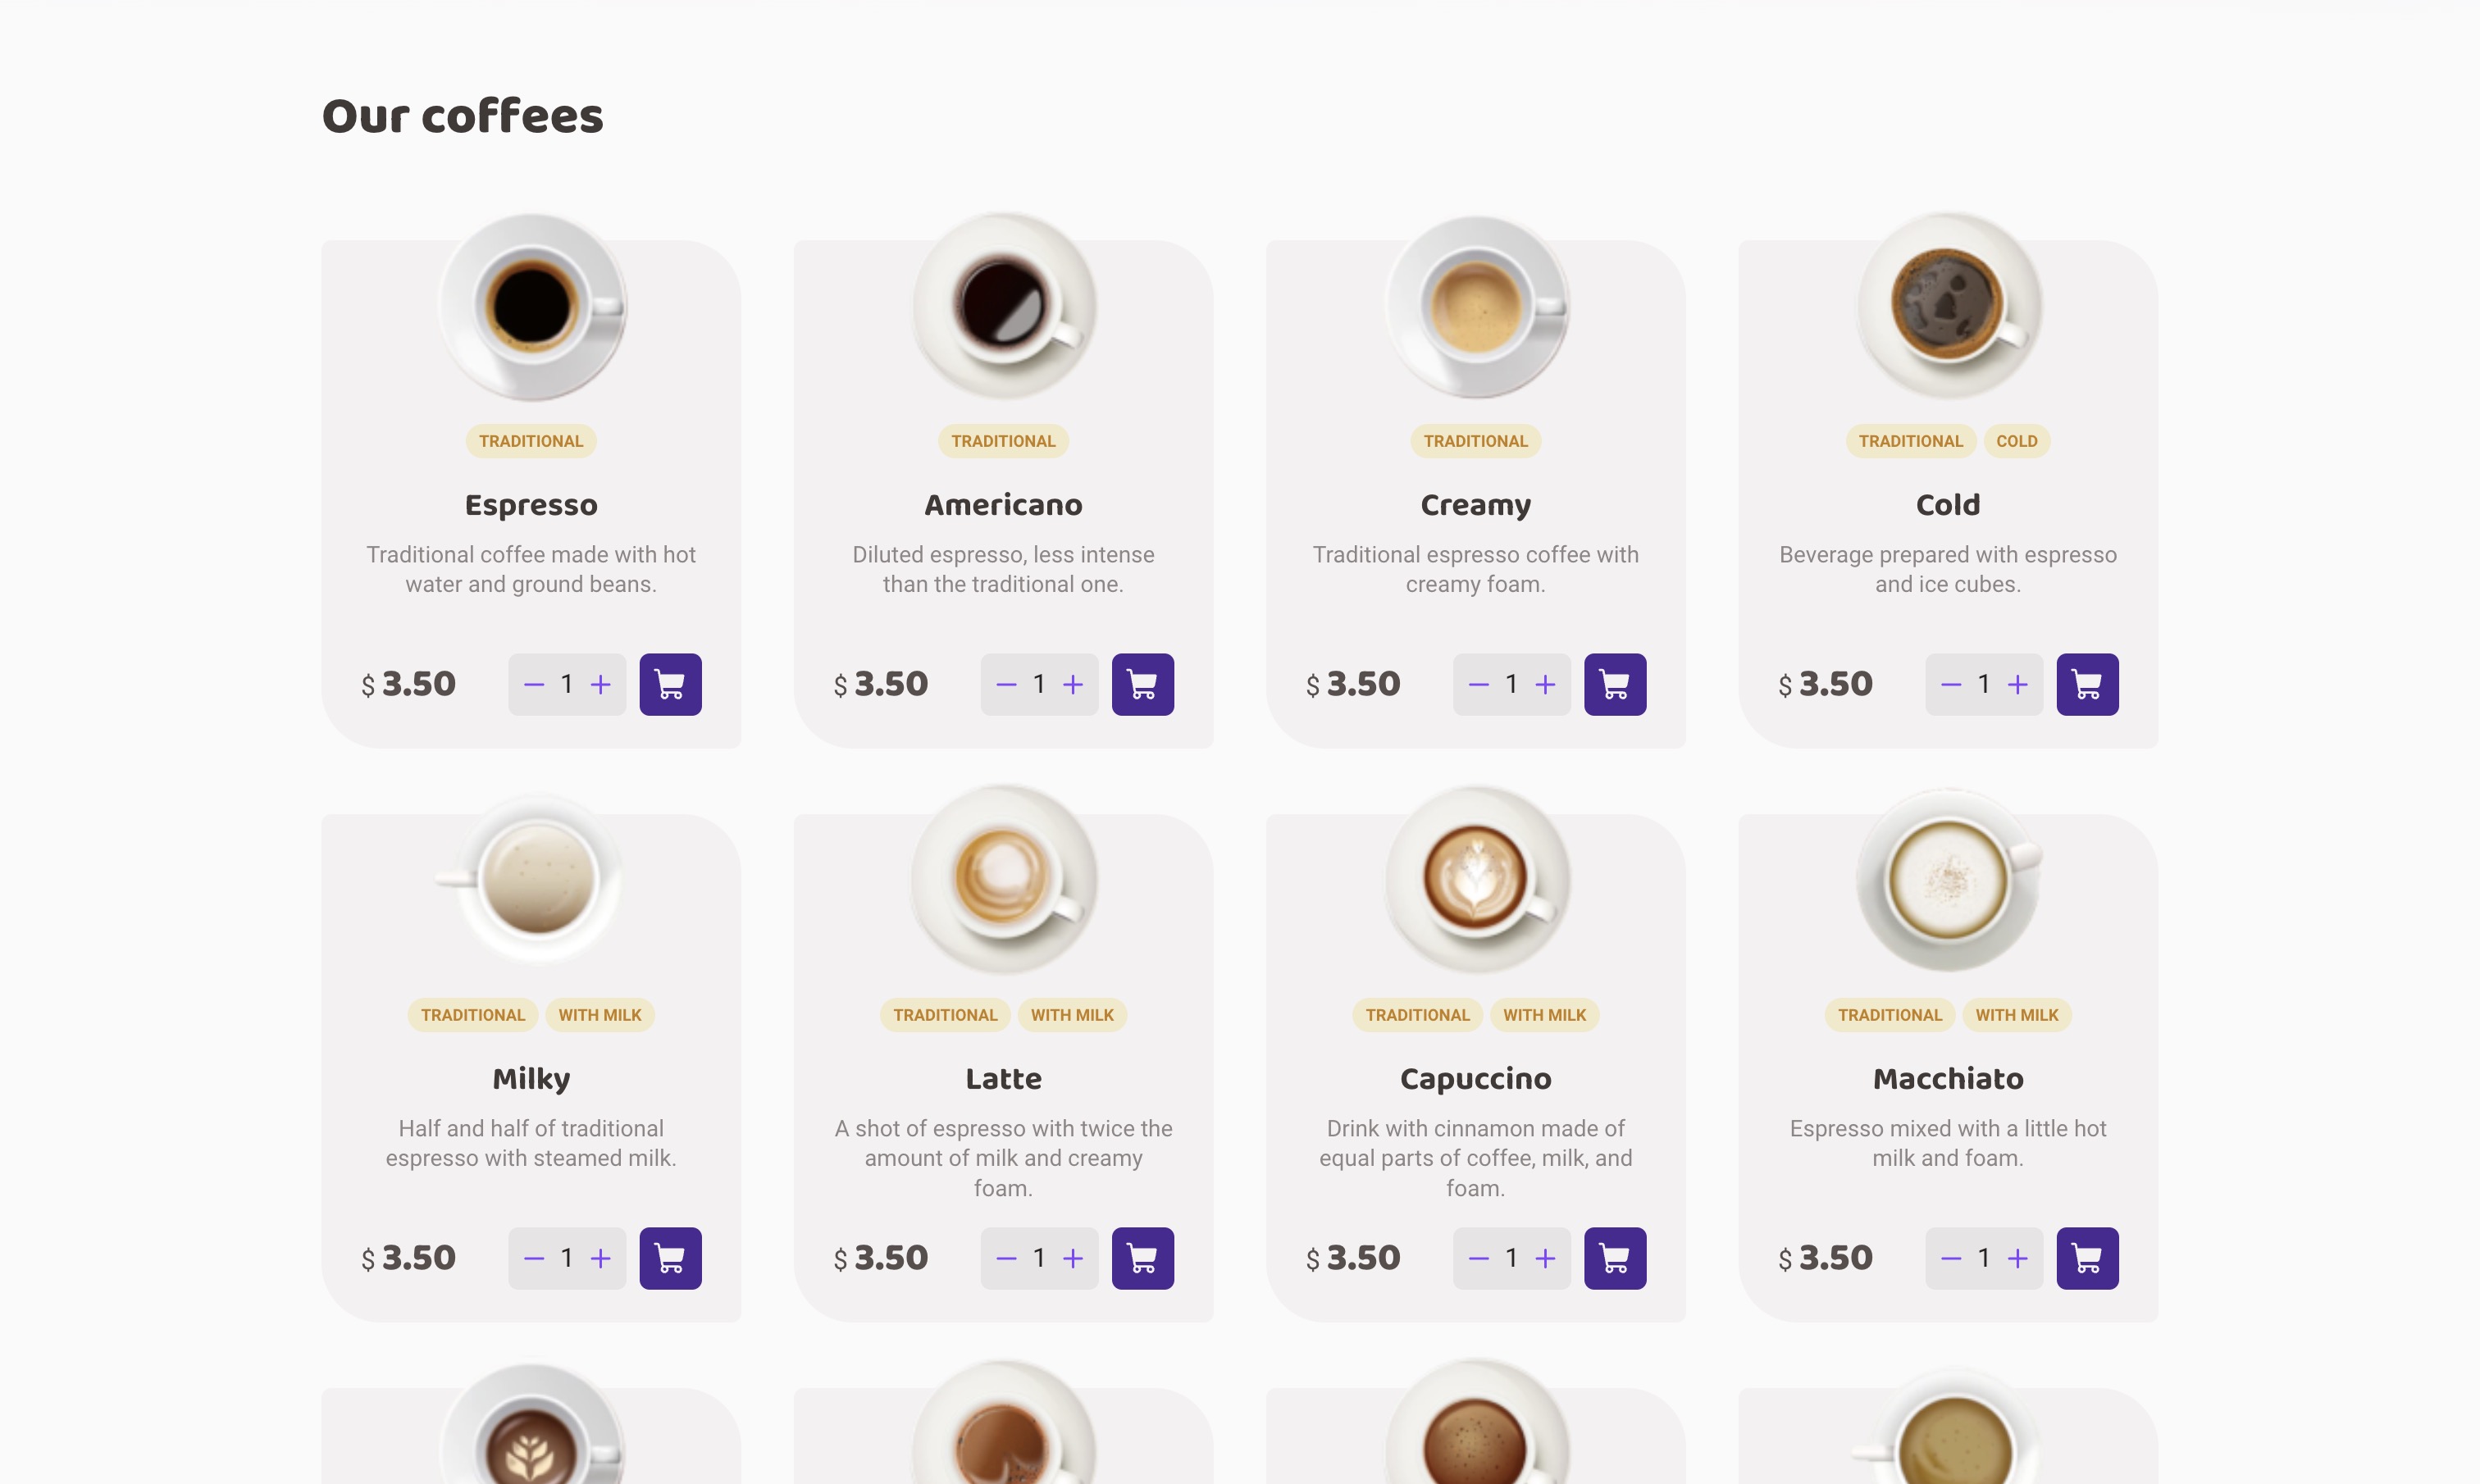 Our coffees
TRADITIONAL
Espresso
Traditional coffee made with hot
water and ground beans.
$ 3.50
1
TRADITIONAL
Americano
Diluted espresso, less intense
than the traditional one.
$ 3.50
1
TRADITIONAL
Creamy
Traditional espresso coffee with
creamy foam.
$ 3.50
1
TRADITIONAL COLD
Cold
Beverage prepared with espresso
and ice cubes.
$ 3.50
1
TRADITIONAL WITH MILK
Milky
Half and half of traditional
espresso with steamed milk.
$ 3.50
1
TRADITIONAL WITH MILK
Latte
A shot of espresso with twice the
amount of milk and creamy
foam.
$ 3.50
1
TRADITIONAL WITH MILK
Capuccino
Drink with cinnamon made of
equal parts of coffee, milk, and
foam.
$ 3.50
1
TRADITIONAL WITH MILK
Macchiato
Espresso mixed with a little hot
milk and foam.
$ 3.50
1